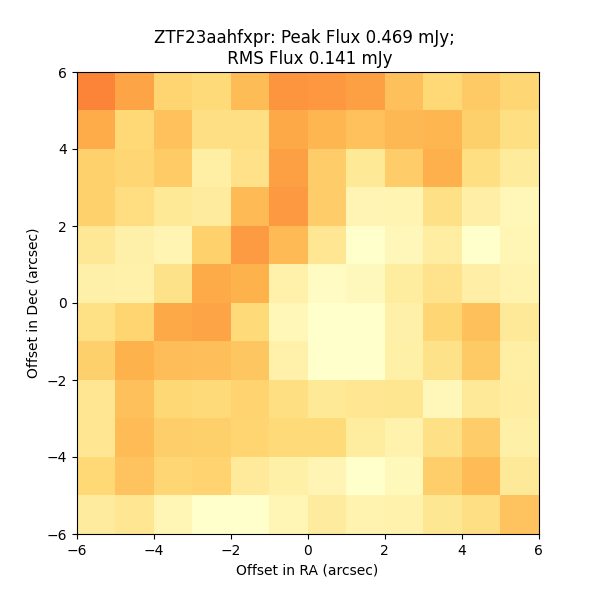 ZTF23aahfxpr: Peak Flux 0.469 mJy;
RMS Flux 0.141 mJy
6
4
2
0
−2
−4
−6
Offset in Dec (arcsec)
−6 −4 −2 0 2 4 6
Offset in RA (arcsec)